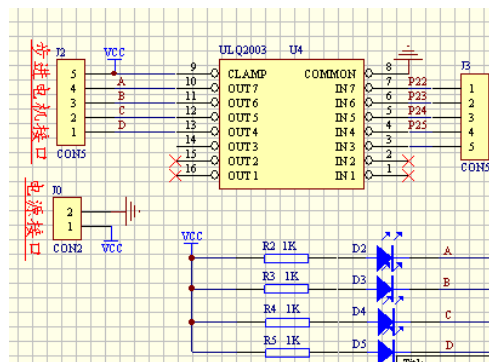 步进电机接口
J2
VCC
5
4
3
2
1
CON5
A
B
C
D
ULQ2003 U4
9 CLAMP COMMON 8
10 OUT7 IN7 7 P22
11 OUT6 IN6 6 P23
12 OUT5 IN5 5 P24
13 OUT4 IN4 4 P25
14 OUT3 IN3 3
15 OUT2 IN2 2
16 OUT1 IN1 1
J3
1
2
3
4
5
CON5
电源接口
J0
2
1
CON2
VCC
VCC
R2 1K D2 A
R3 1K D3 B
R4 1K D4 C
R5 1K D5 D